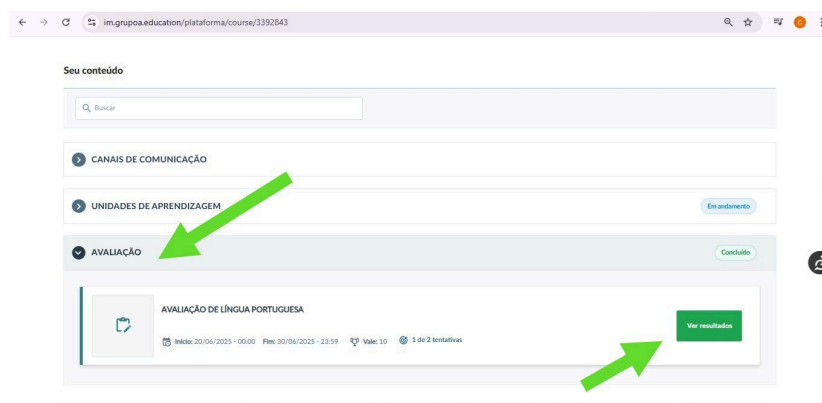 im.grupoa.education/plataforma/course/3392843
Seu conteúdo
Buscar
CANAIS DE COMUNICAÇÃO
UNIDADES DE APRENDIZAGEM
Em andamento
AVALIAÇÃO
Concluído
AVALIAÇÃO DE LÍNGUA PORTUGUESA
Início: 20/06/2025 - 00:00 Fim: 30/06/2025 - 23:59 Vale: 10 1 de 2 tentativas
Ver resultados